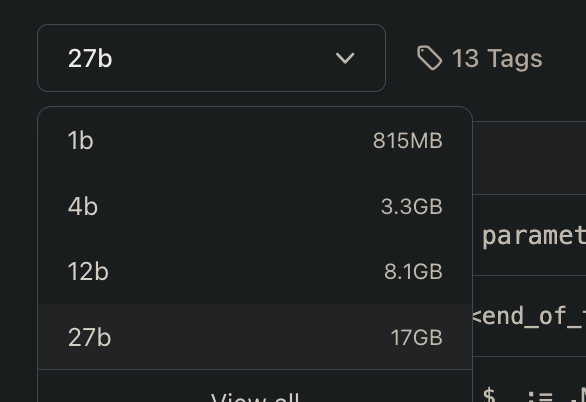 27b
13 Tags
1b 815MB
4b 3.3GB
paramet
12b 8.1GB
<end_of_
27b 17GB
View all
$ :=